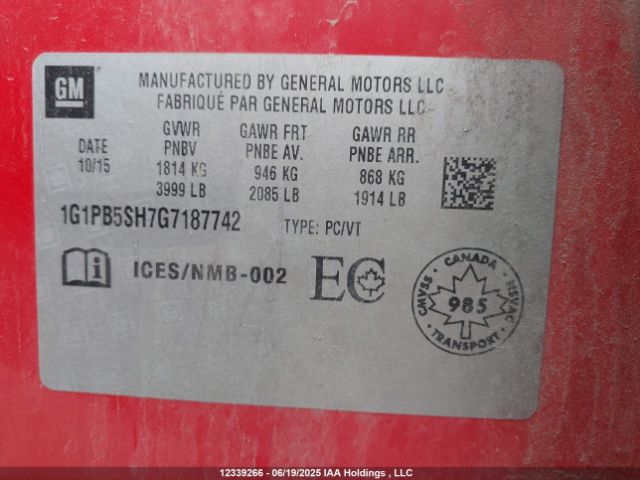 GM
MANUFACTURED BY GENERAL MOTORS LLC
FABRIQUÉ PAR GENERAL MOTORS LLC
DATE
10/15
GVWR
PNBV
1814 KG
3999 LB
GAWR FRT
PNBE AV.
946 KG
2085 LB
GAWR RR
PNBE ARR.
868 KG
1914 LB
1G1PB5SH7G7187742 TYPE: PC/VT
ICES/NMB-002
EC
CANADA
CMVSS 985 NSVAC
TRANSPORT
12339266 - 06/19/2025 IAA Holdings , LLC